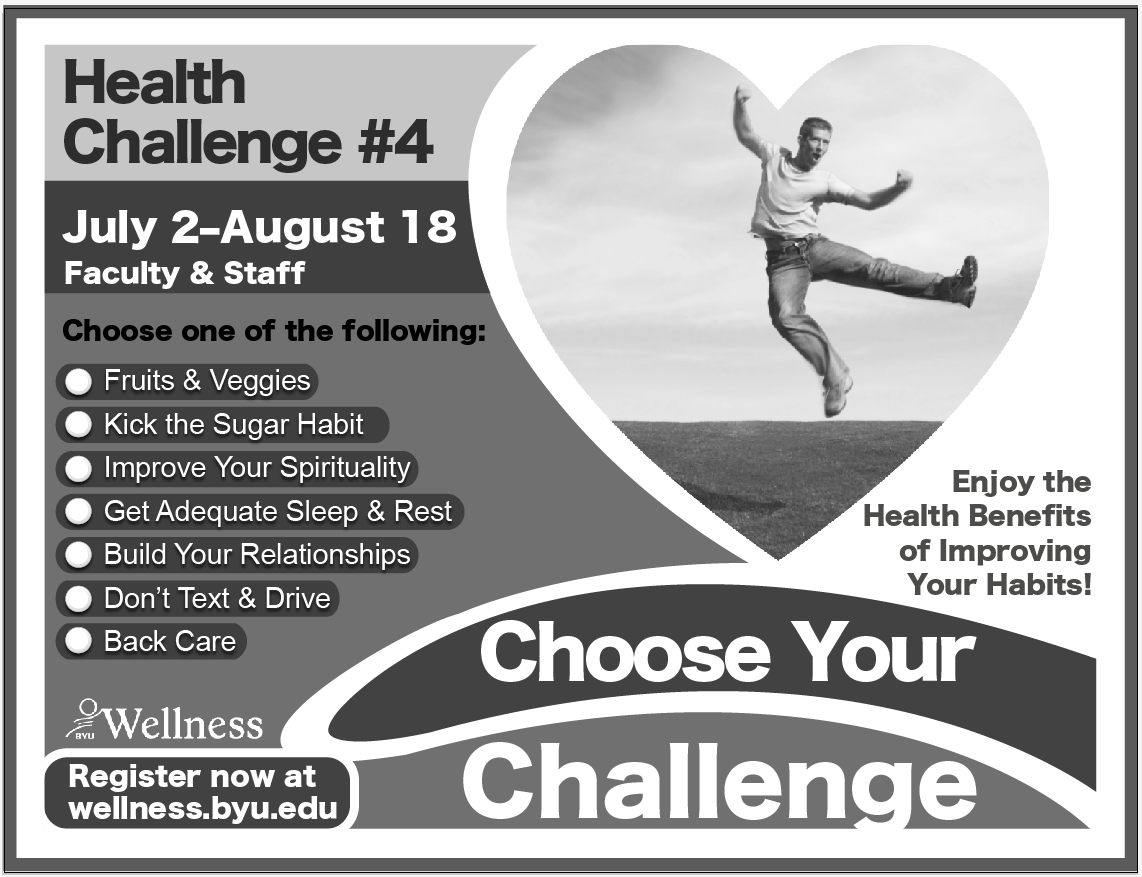 Health
Challenge #4
July 2–August 18
Faculty & Staff
Choose one of the following:
Fruits & Veggies
Kick the Sugar Habit
Improve Your Spirituality
Get Adequate Sleep & Rest
Build Your Relationships
Don’t Text & Drive
Back Care
Enjoy the
Health Benefits
of Improving
Your Habits!
Choose Your
Challenge
BYU Wellness
Register now at
wellness.byu.edu